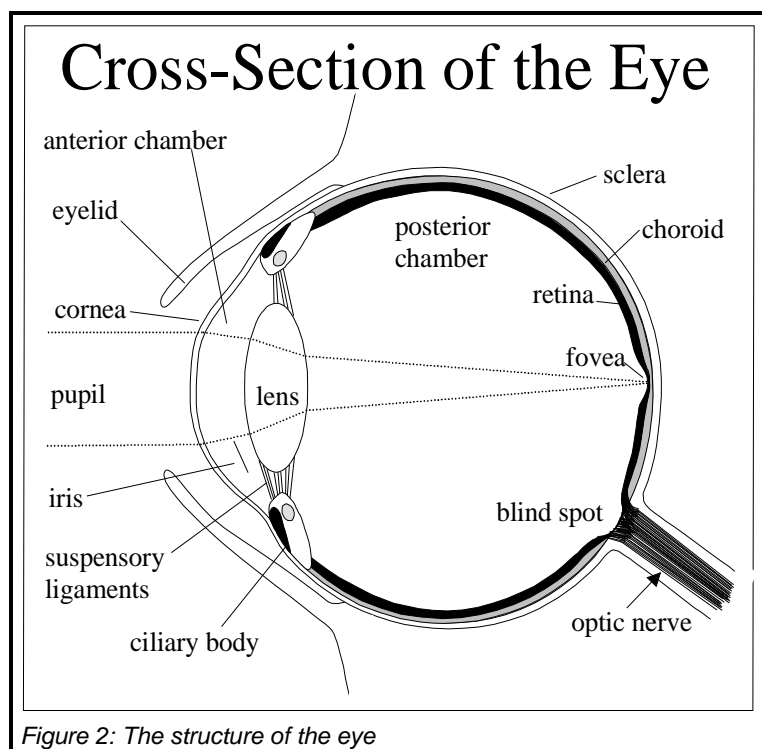 Cross-Section of the Eye
anterior chamber
eyelid
cornea
pupil
iris
suspensory
ligaments
ciliary body
lens
posterior
chamber
sclera
choroid
retina
fovea
blind spot
optic nerve
Figure 2: The structure of the eye